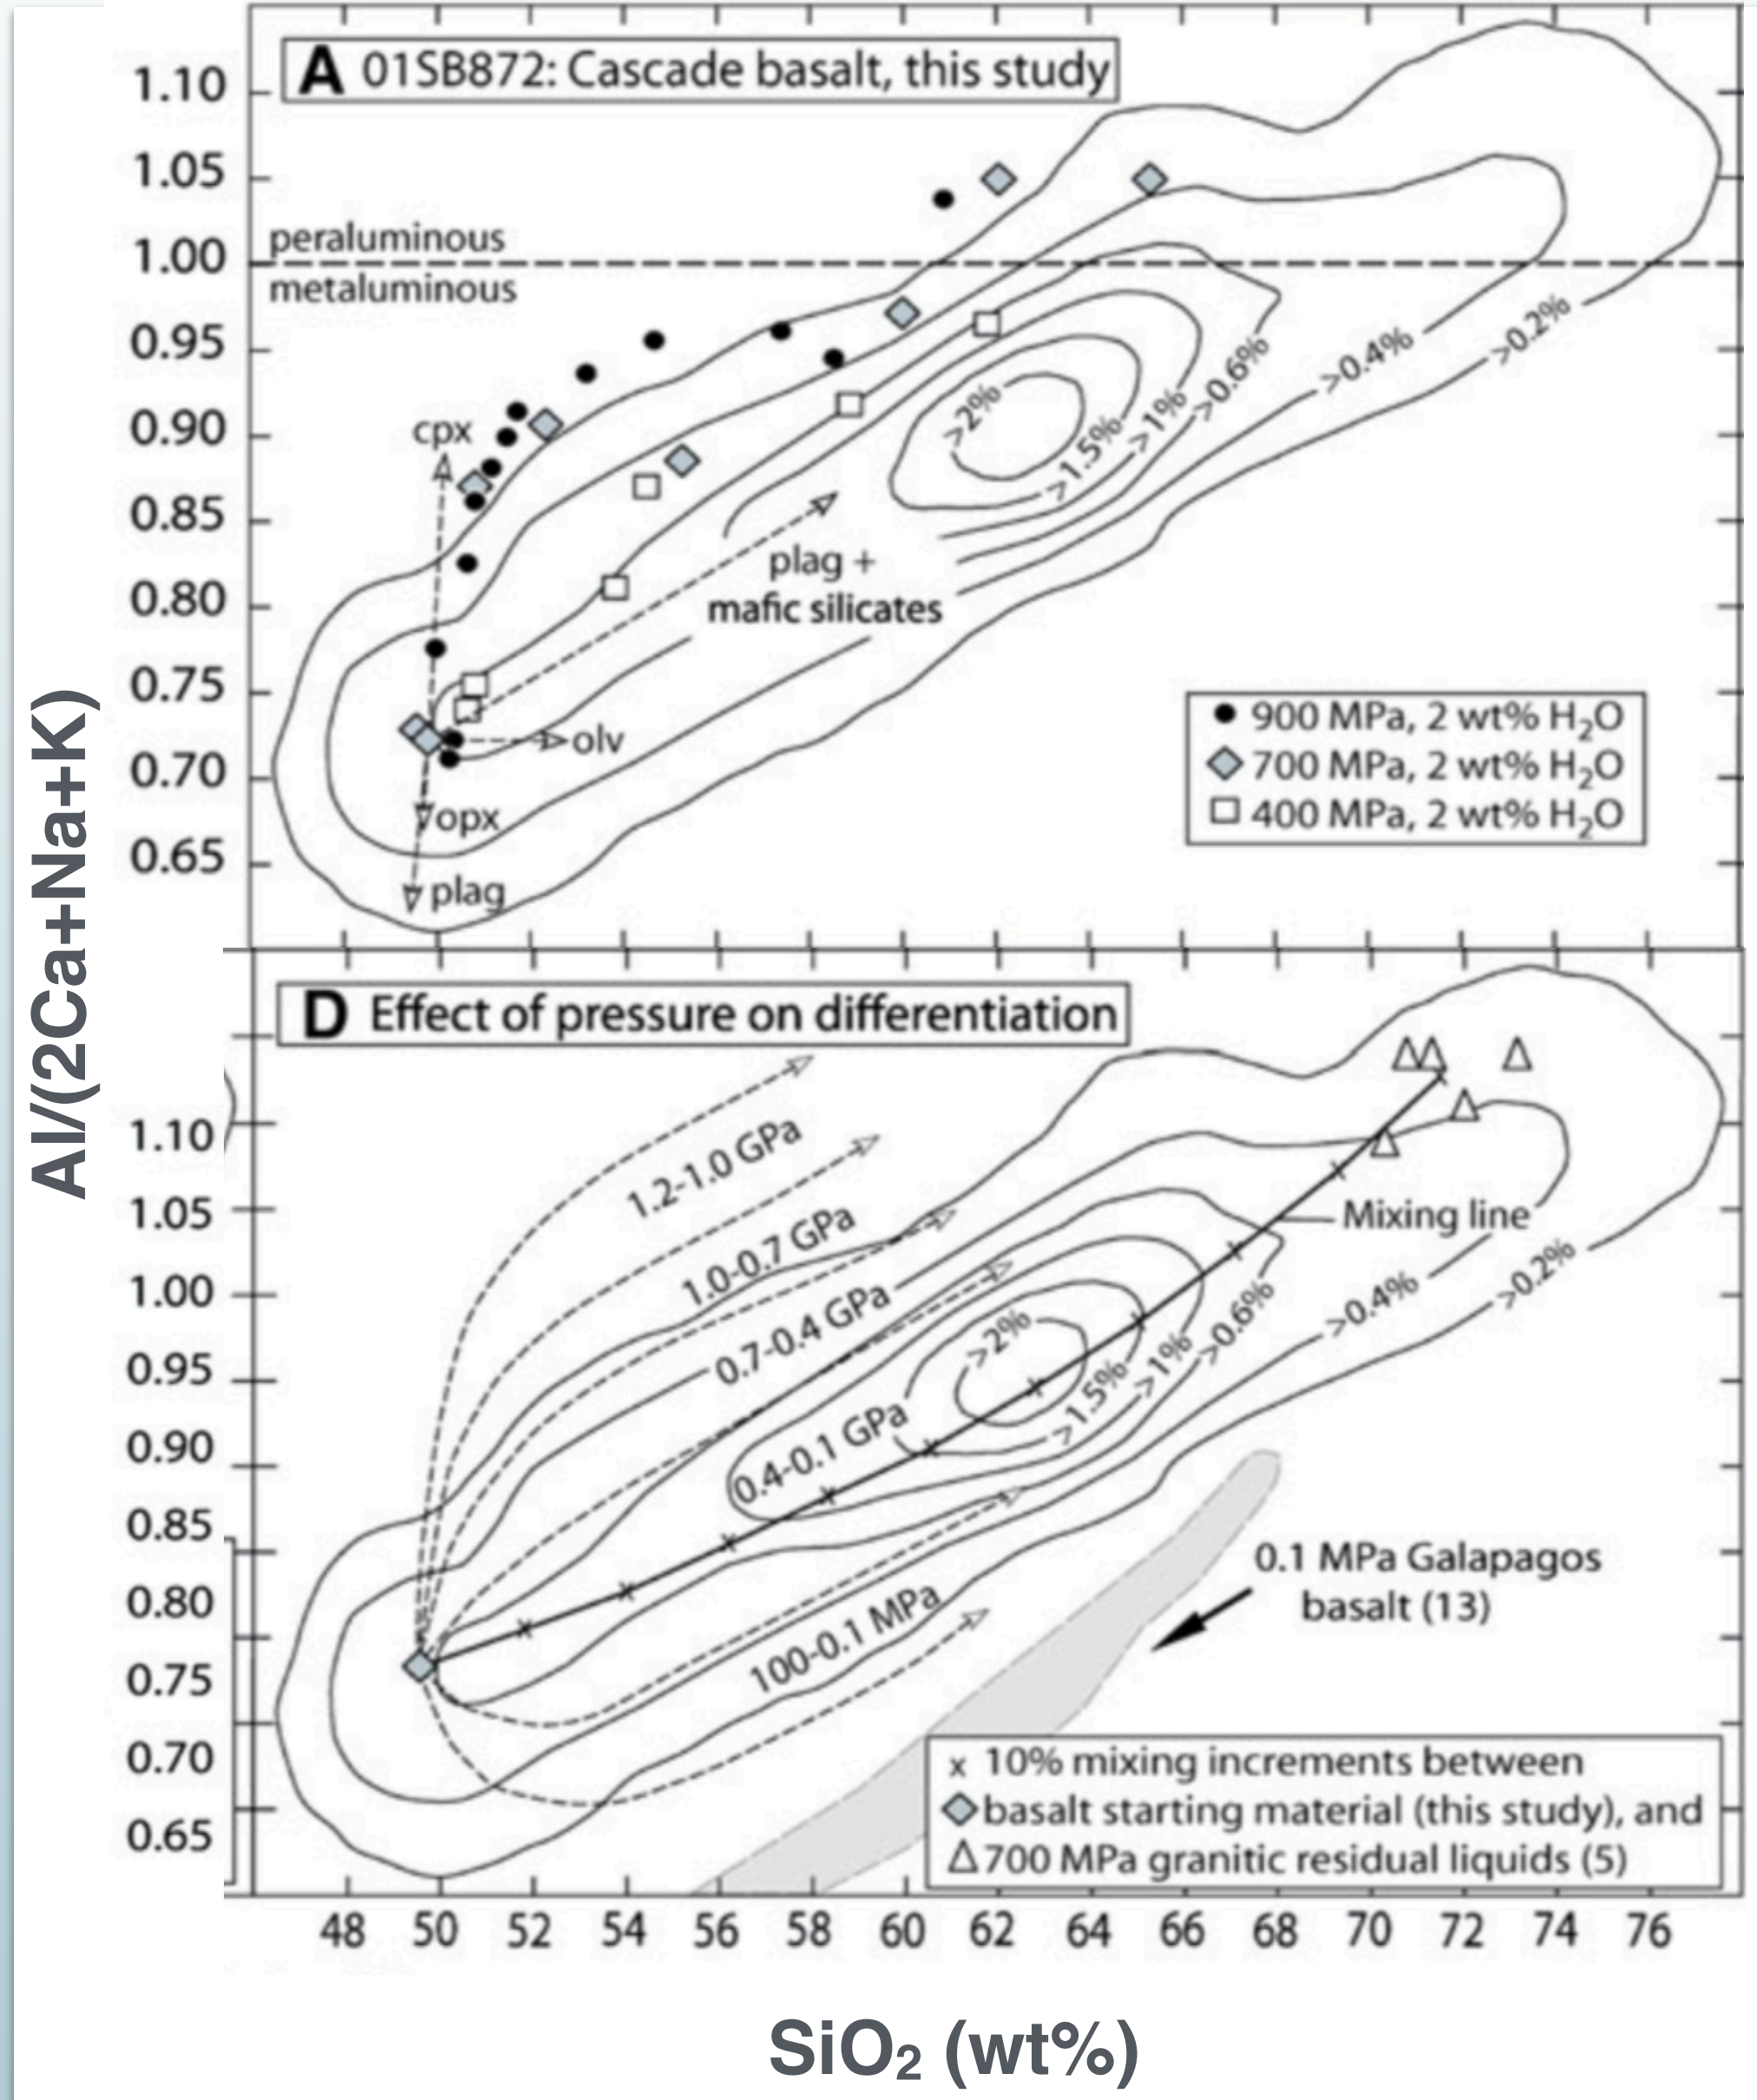 A 01SB872: Cascade basalt, this study
1.10
1.05
1.00
0.95
0.90
0.85
0.80
0.75
0.70
0.65
peraluminous
metaluminous
cpx
plag +
mafic silicates
olv
opx
plag
>2%
>1.5%
>1%
>0.6%
>0.4%
>0.2%
900 MPa, 2 wt% H₂O
700 MPa, 2 wt% H₂O
400 MPa, 2 wt% H₂O
Al/(2Ca+Na+K)
D Effect of pressure on differentiation
1.10
1.05
1.00
0.95
0.90
0.85
0.80
0.75
0.70
0.65
1.2-1.0 GPa
1.0-0.7 GPa
0.7-0.4 GPa
0.4-0.1 GPa
100-0.1 MPa
>2%
>1.5%
>1%
>0.6%
>0.4%
>0.2%
Mixing line
0.1 MPa Galapagos
basalt (13)
x 10% mixing increments between
basalt starting material (this study), and
700 MPa granitic residual liquids (5)
48 50 52 54 56 58 60 62 64 66 68 70 72 74 76
SiO₂ (wt%)